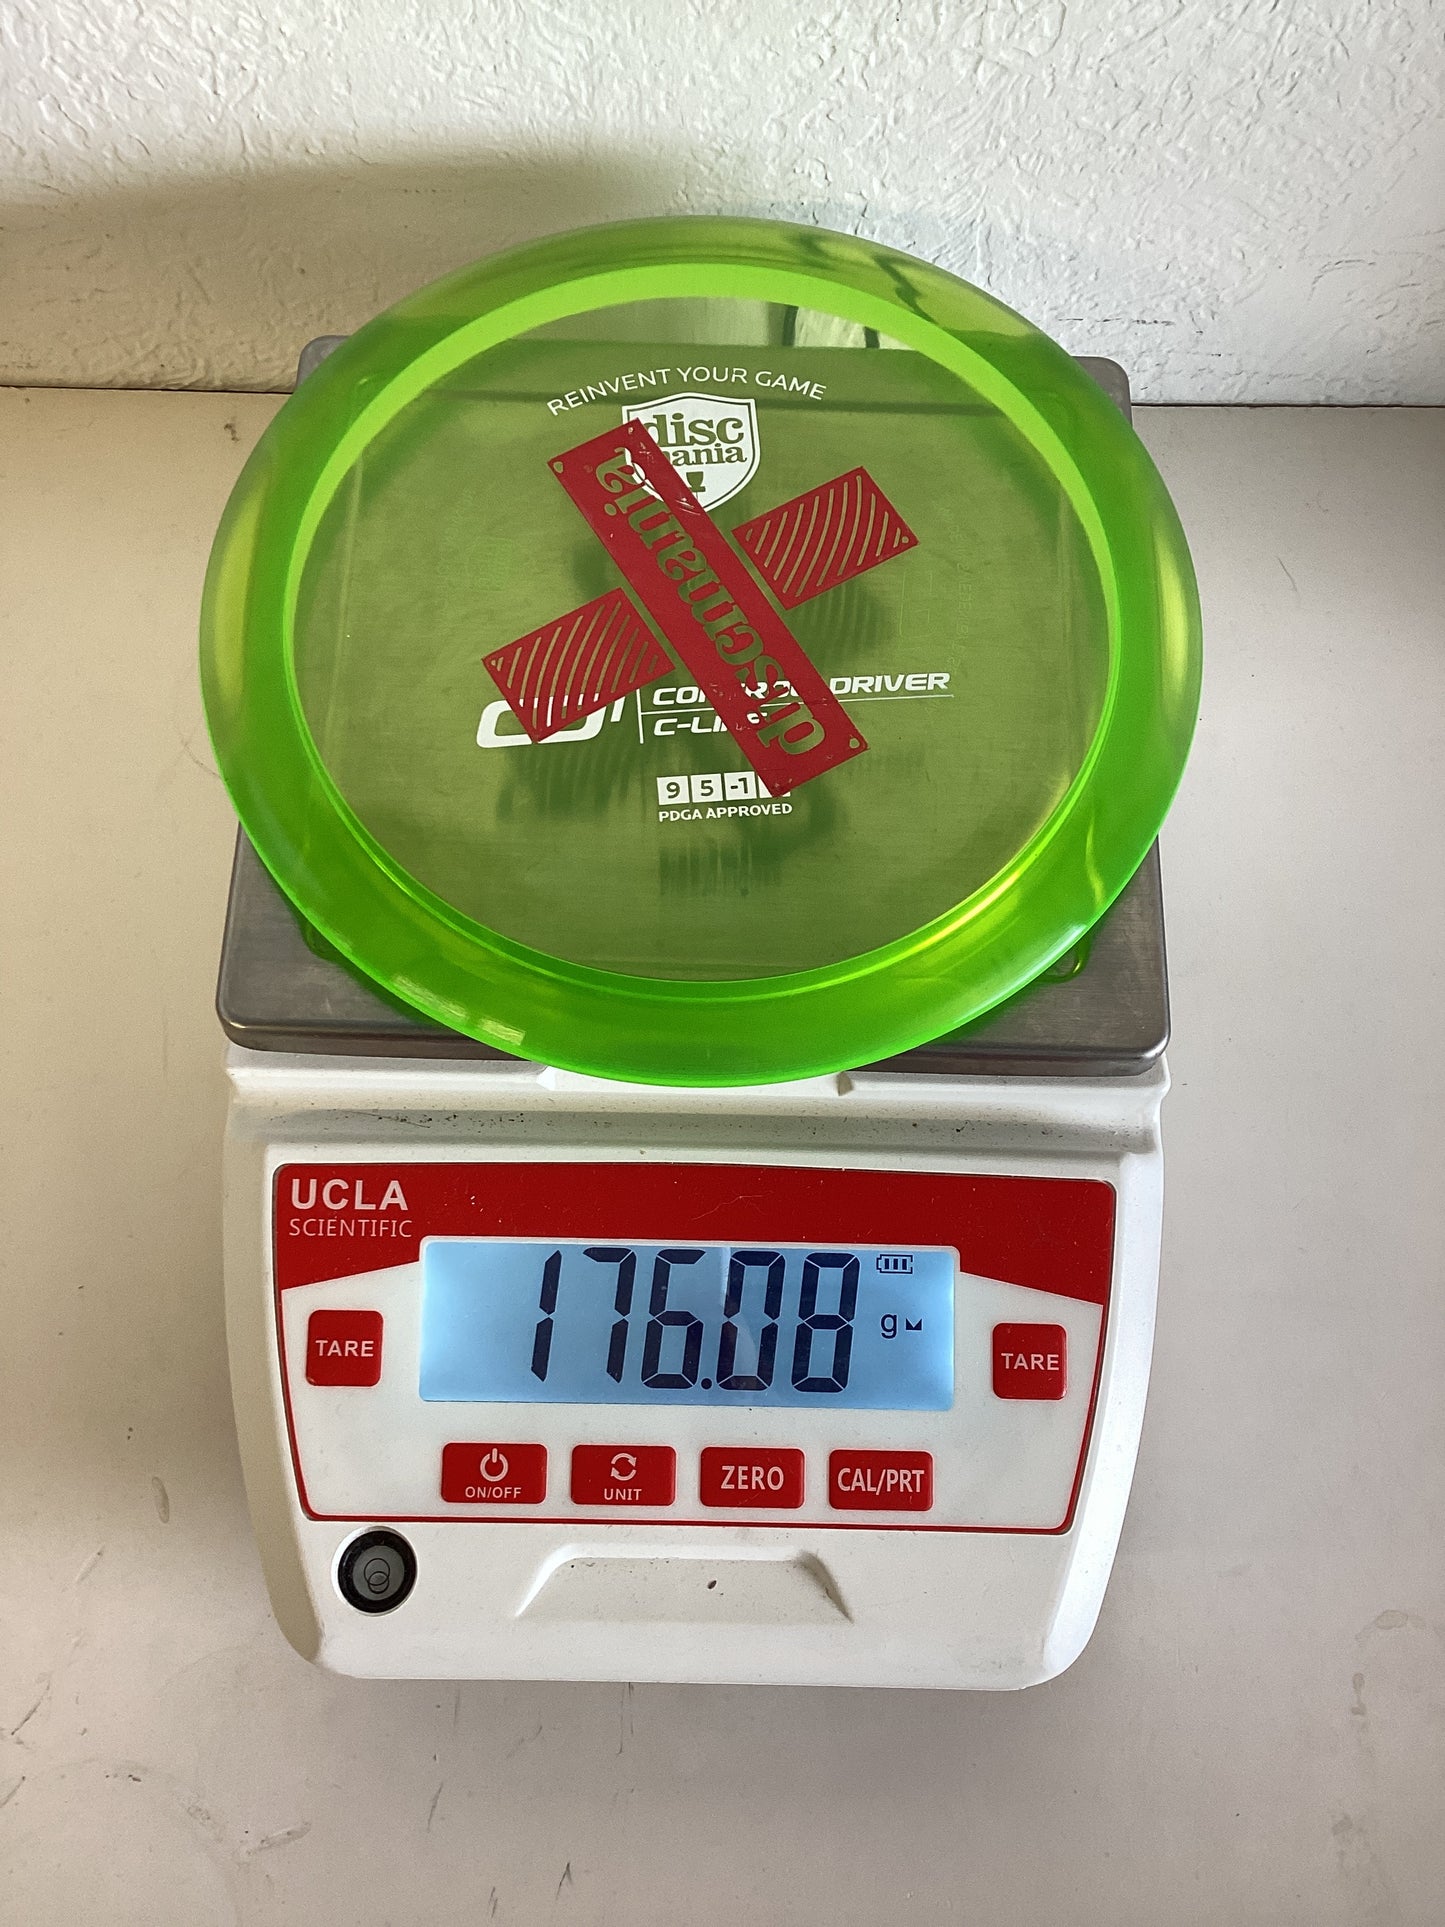 REINVENT YOUR GAME
disc
mania
discmania
CONTROL DRIVER
C-LINE
9 5 -1
PDGA APPROVED
UCLA
SCIENTIFIC
176.08 g
TARE
TARE
ON/OFF UNIT ZERO CAL/PRT